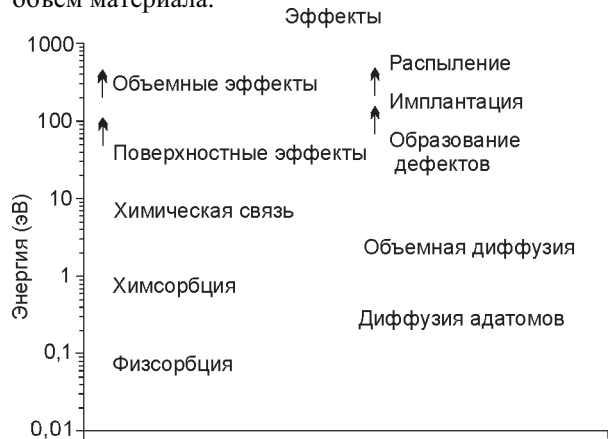 объем материала.
Эффекты
1000
Распыление
Объемные эффекты
Имплантация
100
Образование
дефектов
Поверхностные эффекты
10
Химическая связь
Объемная диффузия
1
Химсорбция
Диффузия адатомов
0,1
Физсорбция
0,01
Энергия (эВ)